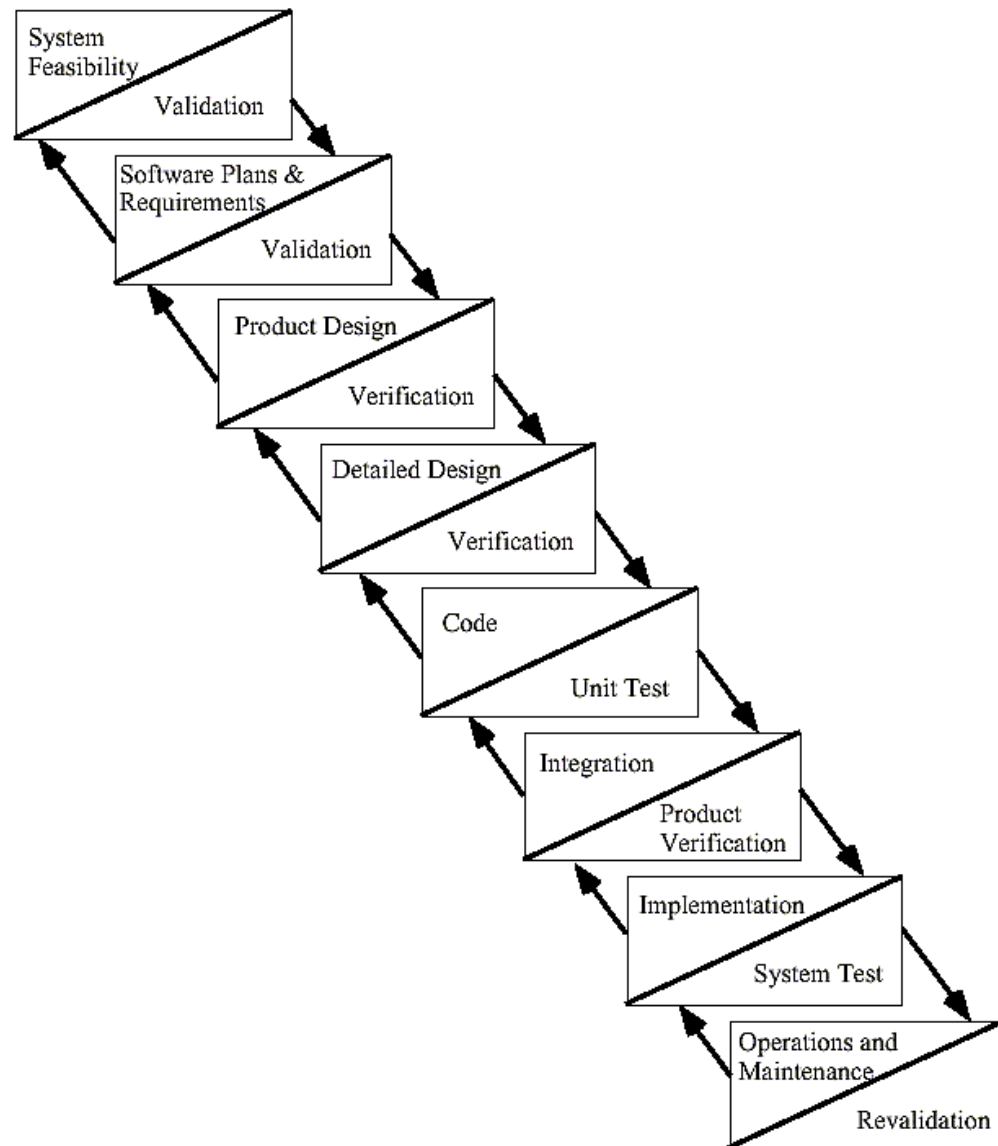 System
Feasibility
Validation
Software Plans &
Requirements
Validation
Product Design
Verification
Detailed Design
Verification
Code
Unit Test
Integration
Product
Verification
Implementation
System Test
Operations and
Maintenance
Revalidation